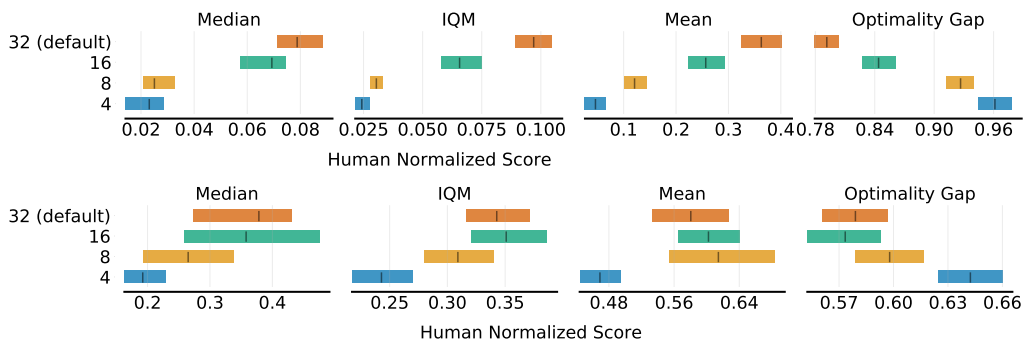 Median IQM Mean Optimality Gap
32 (default)
16
8
4
0.02 0.04 0.06 0.08 0.025 0.050 0.075 0.100 0.1 0.2 0.3 0.4 0.78 0.84 0.90 0.96
Human Normalized Score
Median IQM Mean Optimality Gap
32 (default)
16
8
4
0.2 0.3 0.4 0.25 0.30 0.35 0.48 0.56 0.64 0.57 0.60 0.63 0.66
Human Normalized Score